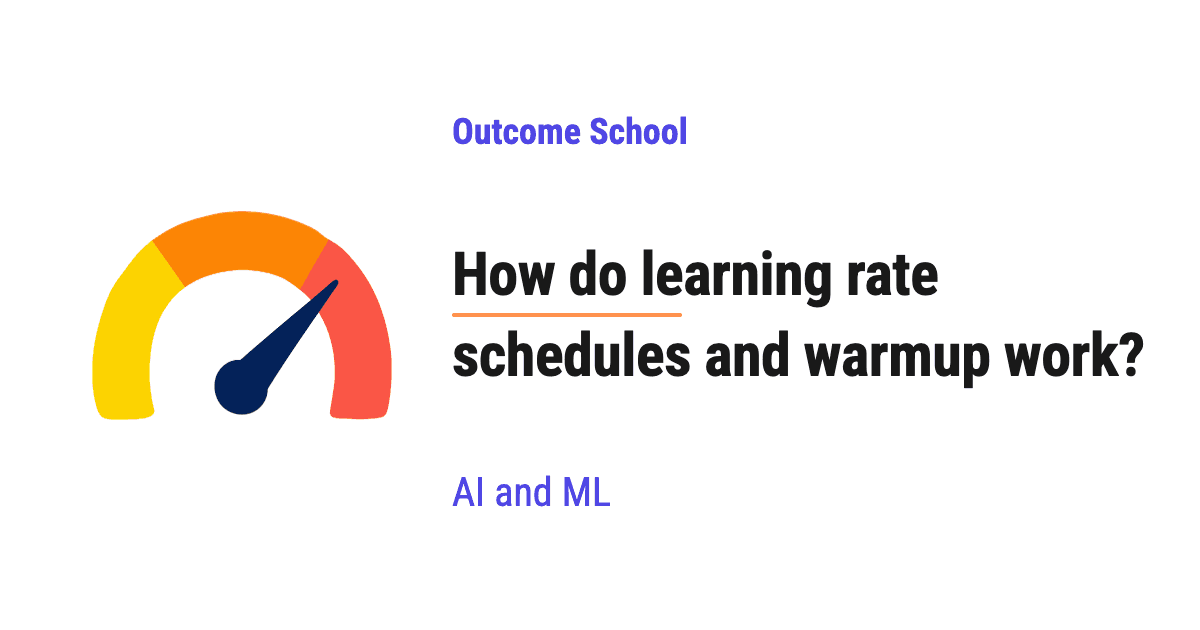 Outcome School
How do learning rate
schedules and warmup work?
AI and ML